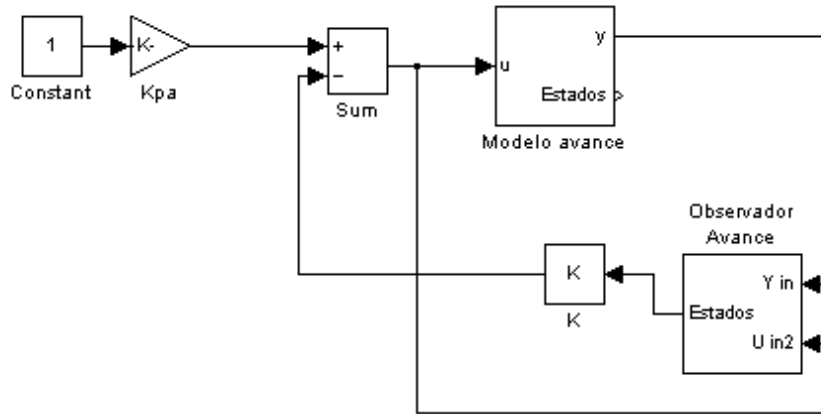 1
Constant
K-
Kpa
+
−
Sum
u
y
Estados
Modelo avance
Observador
Avance
Y in
Estados
U in2
K
K